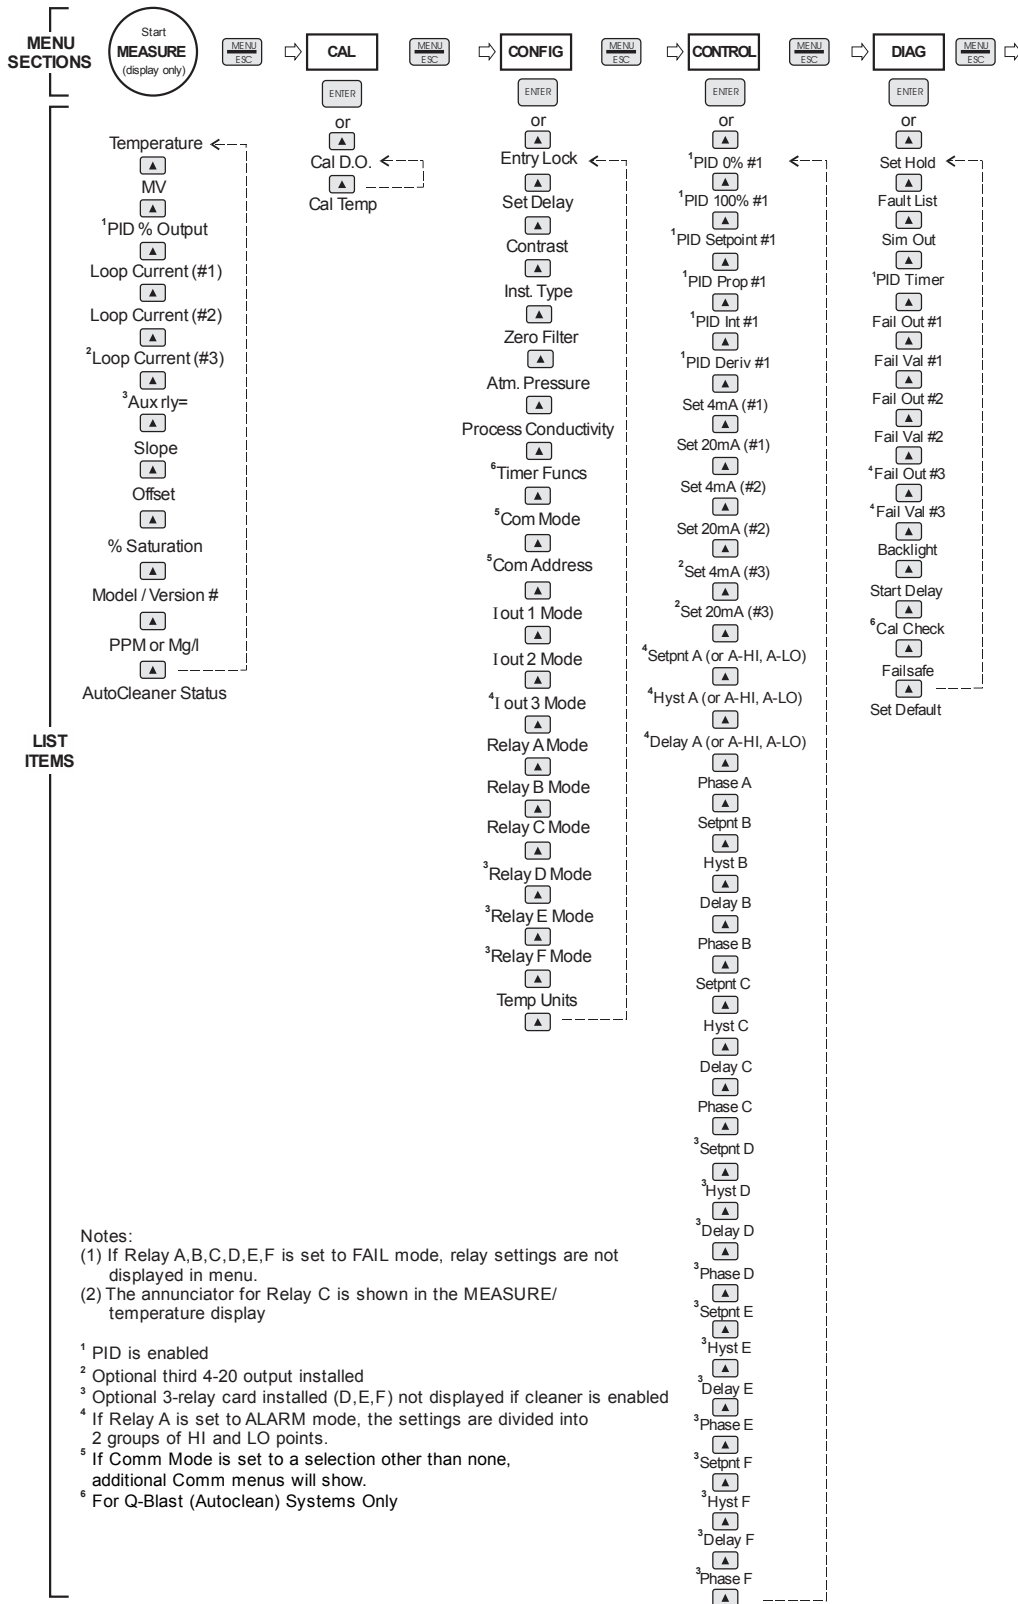 MENU
SECTIONS
Start
MEASURE
(display only)
MENU
ESC
CAL
MENU
ESC
CONFIG
MENU
ESC
CONTROL
MENU
ESC
DIAG
MENU
ESC
ENTER
ENTER
ENTER
ENTER
or
or
or
or
LIST
ITEMS
Temperature
MV
¹PID % Output
Loop Current (#1)
Loop Current (#2)
²Loop Current (#3)
³Aux rly=
Slope
Offset
% Saturation
Model / Version #
PPM or Mg/l
AutoCleaner Status
Cal D.O.
Cal Temp
Entry Lock
Set Delay
Contrast
Inst. Type
Zero Filter
Atm. Pressure
Process Conductivity
⁶Timer Funcs
⁵Com Mode
⁵Com Address
I out 1 Mode
I out 2 Mode
⁴I out 3 Mode
Relay A Mode
Relay B Mode
Relay C Mode
³Relay D Mode
³Relay E Mode
³Relay F Mode
Temp Units
¹PID 0% #1
¹PID 100% #1
¹PID Setpoint #1
¹PID Prop #1
¹PID Int #1
¹PID Deriv #1
Set 4mA (#1)
Set 20mA (#1)
Set 4mA (#2)
Set 20mA (#2)
²Set 4mA (#3)
²Set 20mA (#3)
⁴Setpnt A (or A-HI, A-LO)
⁴Hyst A (or A-HI, A-LO)
⁴Delay A (or A-HI, A-LO)
Phase A
Setpnt B
Hyst B
Delay B
Phase B
Setpnt C
Hyst C
Delay C
Phase C
³Setpnt D
³Hyst D
³Delay D
³Phase D
³Setpnt E
³Hyst E
³Delay E
³Phase E
³Setpnt F
³Hyst F
³Delay F
³Phase F
Set Hold
Fault List
Sim Out
¹PID Timer
Fail Out #1
Fail Val #1
Fail Out #2
Fail Val #2
⁴Fail Out #3
⁴Fail Val #3
Backlight
Start Delay
⁶Cal Check
Failsafe
Set Default
Notes:
(1) If Relay A,B,C,D,E,F is set to FAIL mode, relay settings are not
displayed in menu.
(2) The annunciator for Relay C is shown in the MEASURE/
temperature display
¹ PID is enabled
² Optional third 4-20 output installed
³ Optional 3-relay card installed (D,E,F) not displayed if cleaner is enabled
⁴ If Relay A is set to ALARM mode, the settings are divided into
2 groups of HI and LO points.
⁵ If Comm Mode is set to a selection other than none,
additional Comm menus will show.
⁶ For Q-Blast (Autoclean) Systems Only